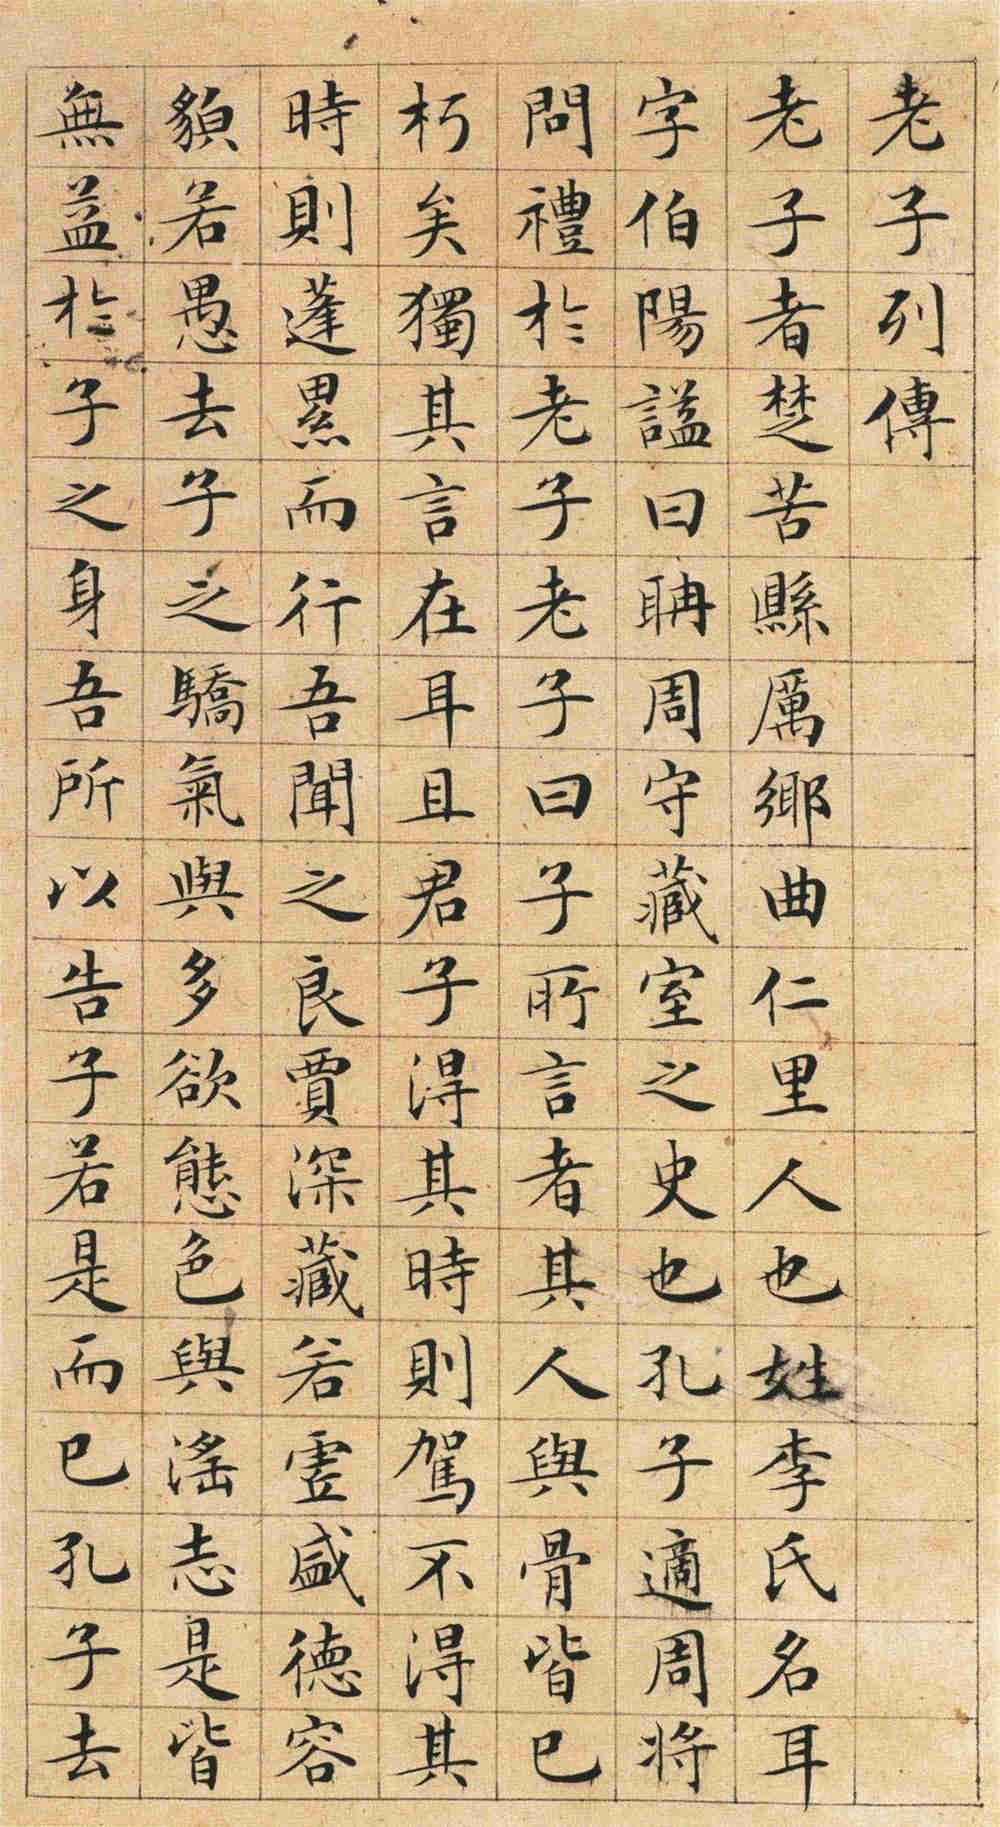 老子列傳
老子者楚苦縣厲鄉曲仁里人也姓李氏名耳
字伯陽謚曰聃周守藏室之史也孔子適周將
問禮於老子老子曰子所言者其人與骨皆已
朽矣獨其言在耳且君子得其時則駕不得其
時則蓬累而行吾聞之良賈深藏若虛盛德容
貌若愚去子之驕氣與多欲態色與淫志是皆
無益於子之身吾所以告子若是而已孔子去